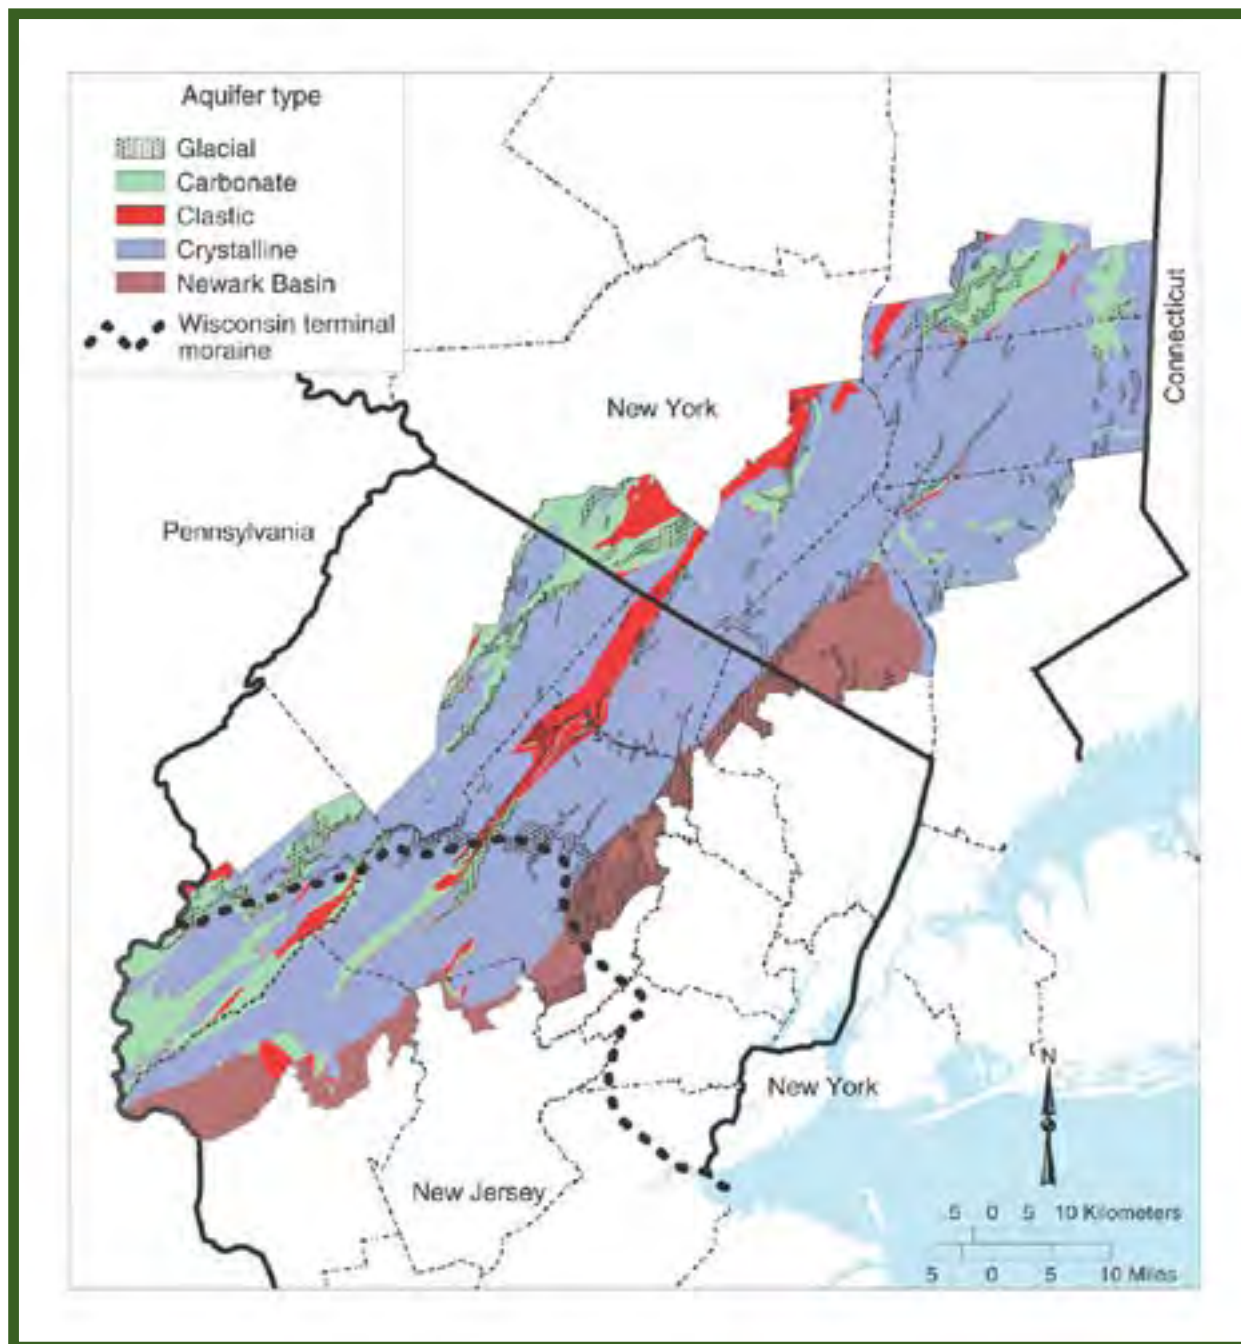 Aquifer type
Glacial
Carbonate
Clastic
Crystalline
Newark Basin
Wisconsin terminal
moraine
Connecticut
New York
Pennsylvania
New York
New Jersey
N
5 0 5 10 Kilometers
5 0 5 10 Miles